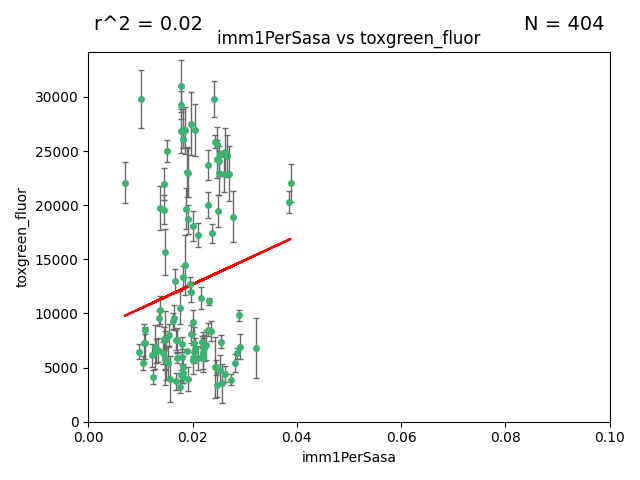 r^2 = 0.02
N = 404
imm1PerSasa vs toxgreen_fluor
toxgreen_fluor
30000
25000
20000
15000
10000
5000
0
0.00 0.02 0.04 0.06 0.08 0.10
imm1PerSasa